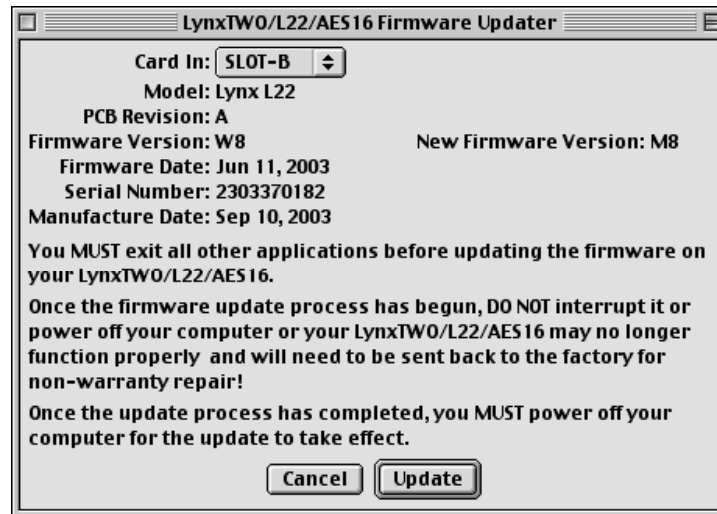 LynxTWO/L22/AES16 Firmware Updater
Card In: SLOT-B
Model: Lynx L22
PCB Revision: A
Firmware Version: W8 New Firmware Version: M8
Firmware Date: Jun 11, 2003
Serial Number: 2303370182
Manufacture Date: Sep 10, 2003
You MUST exit all other applications before updating the firmware on
your LynxTWO/L22/AES16.
Once the firmware update process has begun, DO NOT interrupt it or
power off your computer or your LynxTWO/L22/AES16 may no longer
function properly and will need to be sent back to the factory for
non-warranty repair!
Once the update process has completed, you MUST power off your
computer for the update to take effect.
Cancel Update